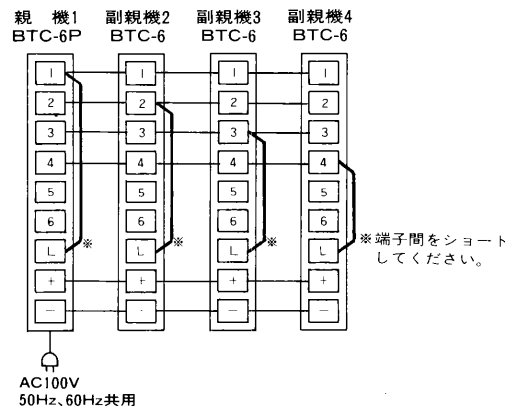 親 機1 副親機2 副親機3 副親機4
BTC-6P BTC-6 BTC-6 BTC-6
1 1 1 1
2 2 2 2
3 3 3 3
4 4 4 4
5 5 5 5
6 6 6 6
L ※ L ※ L ※ L ※端子間をショート
してください。
+ + + +
− − −
AC100V
50Hz、60Hz共用